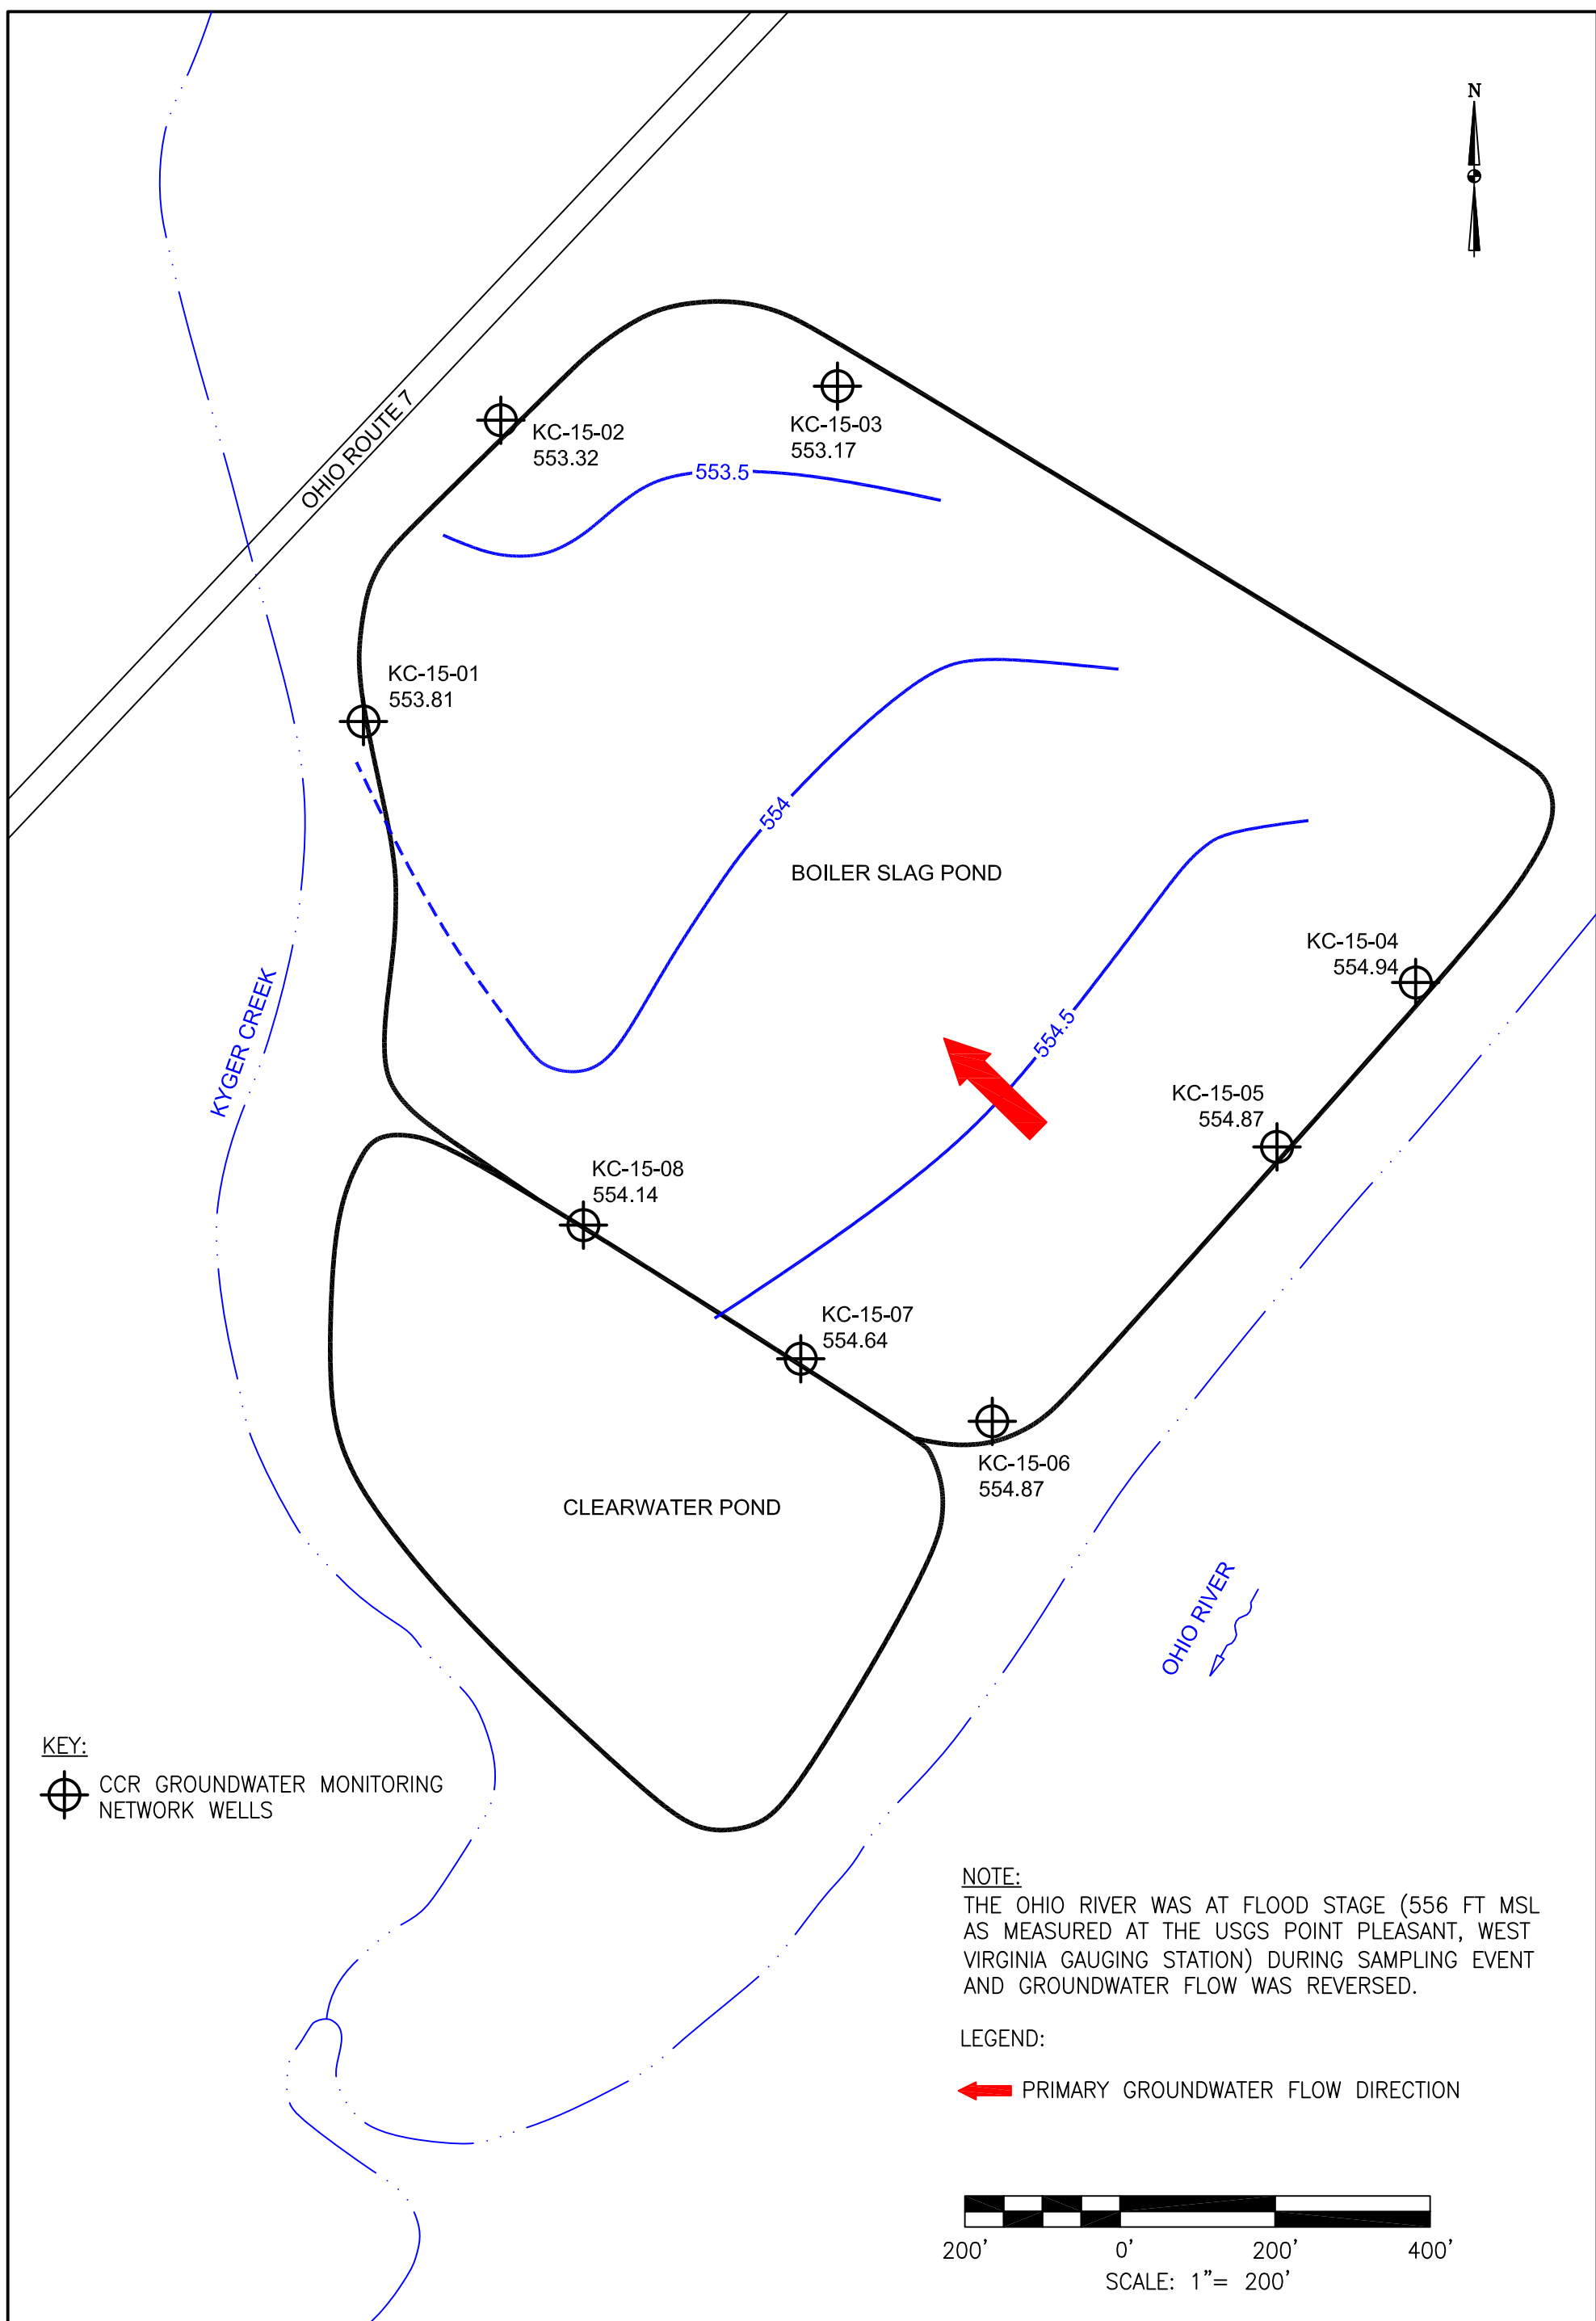 N
OHIO ROUTE 7
KC-15-02
553.32
KC-15-03
553.17
553.5
KC-15-01
553.81
554
BOILER SLAG POND
KC-15-04
554.94
554.5
KYGER CREEK
KC-15-05
554.87
KC-15-08
554.14
KC-15-07
554.64
KC-15-06
554.87
CLEARWATER POND
OHIO RIVER
KEY:
CCR GROUNDWATER MONITORING
NETWORK WELLS
NOTE:
THE OHIO RIVER WAS AT FLOOD STAGE (556 FT MSL
AS MEASURED AT THE USGS POINT PLEASANT, WEST
VIRGINIA GAUGING STATION) DURING SAMPLING EVENT
AND GROUNDWATER FLOW WAS REVERSED.
LEGEND:
PRIMARY GROUNDWATER FLOW DIRECTION
200' 0' 200' 400'
SCALE: 1"= 200'